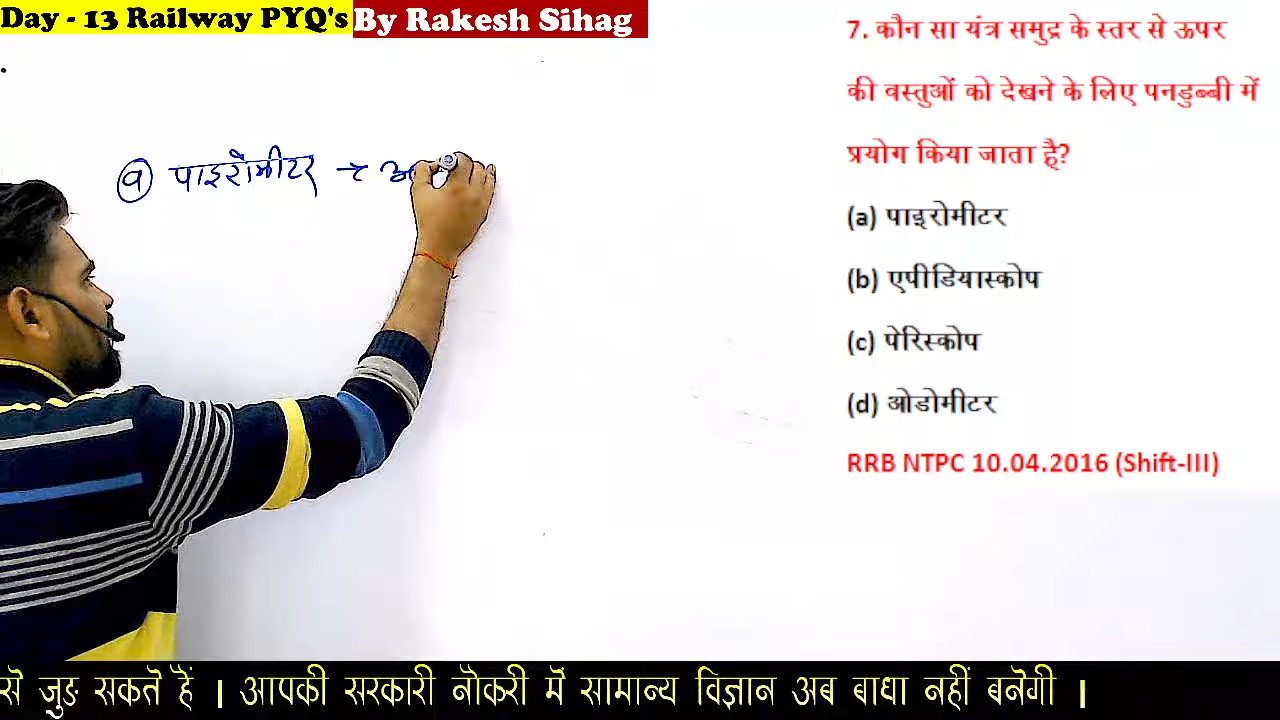 Day - 13 Railway PYQ's By Rakesh Sihag
7. कौन सा यंत्र समुद्र के स्तर से ऊपर
की वस्तुओं को देखने के लिए पनडुब्बी में
प्रयोग किया जाता है?
(a) पाइरोमीटर
(b) एपीडियास्कोप
(c) पेरिस्कोप
(d) ओडोमीटर
RRB NTPC 10.04.2016 (Shift-III)
(a) पाइरोमीटर →
से जुड़ सकते हैं । आपकी सरकारी नौकरी में सामान्य विज्ञान अब बाधा नहीं बनेगी ।